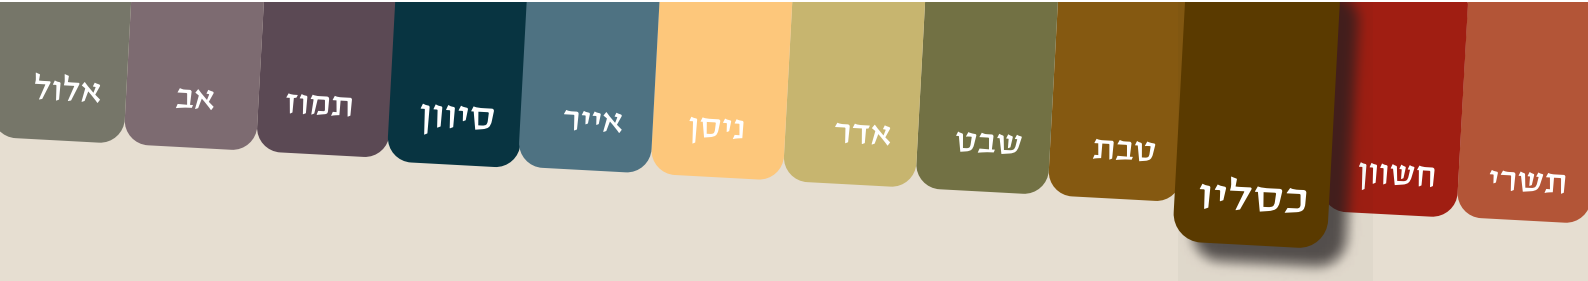 תשרי
חשוון
כסליו
טבת
שבט
אדר
ניסן
אייר
סיוון
תמוז
אב
אלול